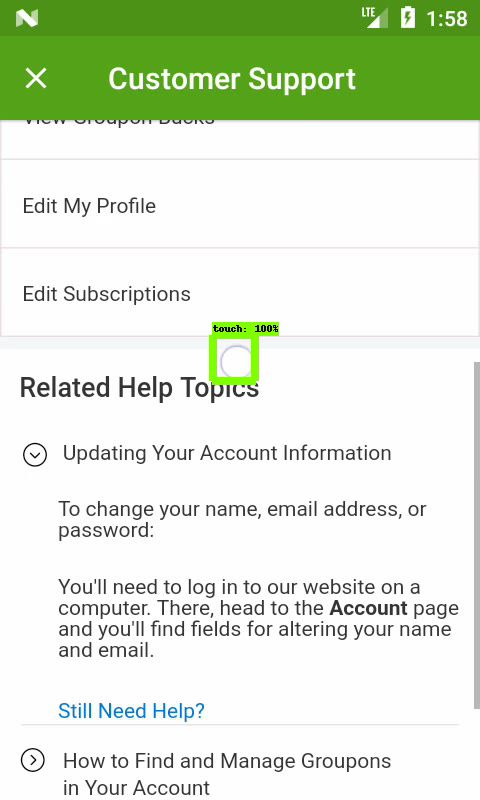 LTE 1:58
Customer Support
View Groupon Bucks
Edit My Profile
Edit Subscriptions
touch: 100%
Related Help Topics
Updating Your Account Information
To change your name, email address, or
password:
You'll need to log in to our website on a
computer. There, head to the Account page
and you'll find fields for altering your name
and email.
Still Need Help?
How to Find and Manage Groupons
in Your Account